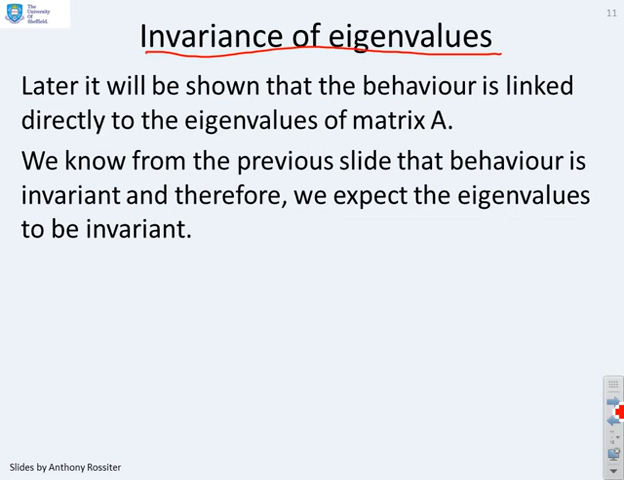 The
University
Of
Sheffield.
11
Invariance of eigenvalues
Later it will be shown that the behaviour is linked
directly to the eigenvalues of matrix A.
We know from the previous slide that behaviour is
invariant and therefore, we expect the eigenvalues
to be invariant.
Slides by Anthony Rossiter